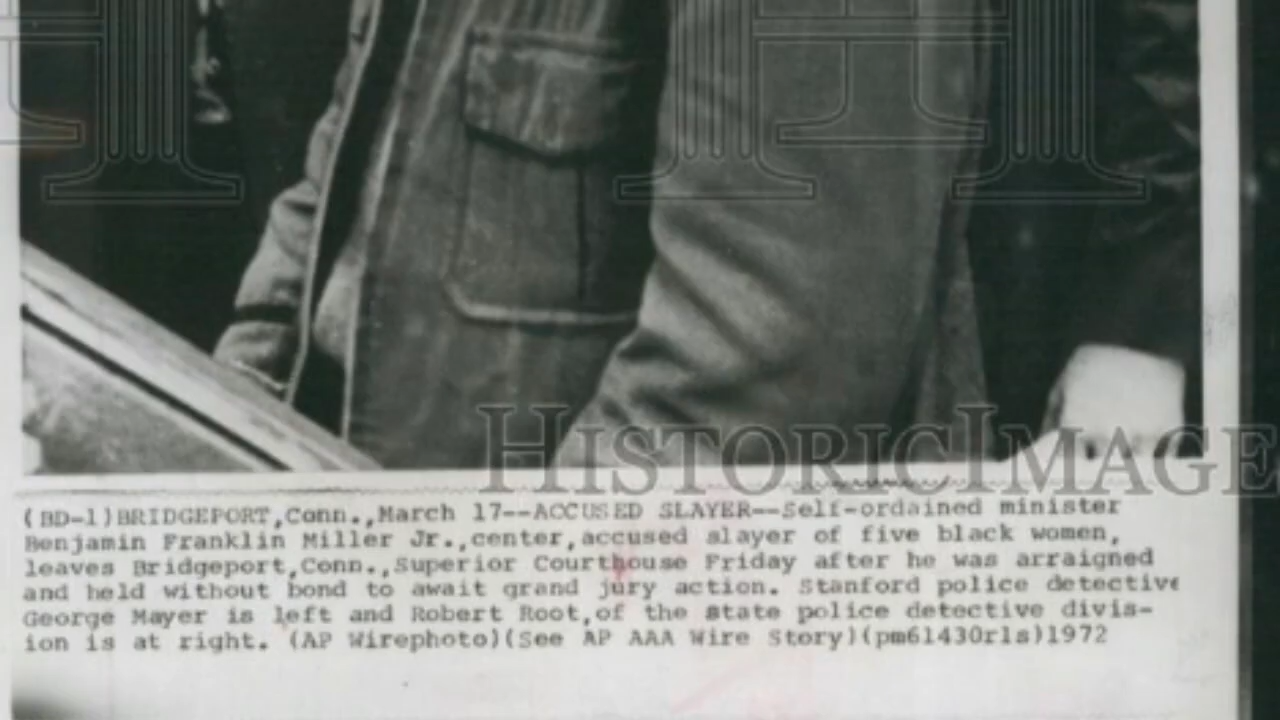 HISTORICIMAGE
(BD-1)BRIDGEPORT,Conn.,March 17--ACCUSED SLAYER--Self-ordained minister
Benjamin Franklin Miller Jr.,center,accused slayer of five black women,
leaves Bridgeport,Conn.,Superior Courthouse Friday after he was arraigned
and held without bond to await grand jury action. Stanford police detective
George Mayer is left and Robert Root,of the state police detective divis-
ion is at right. (AP Wirephoto)(See AP AAA Wire Story)(pm61430rls)1972